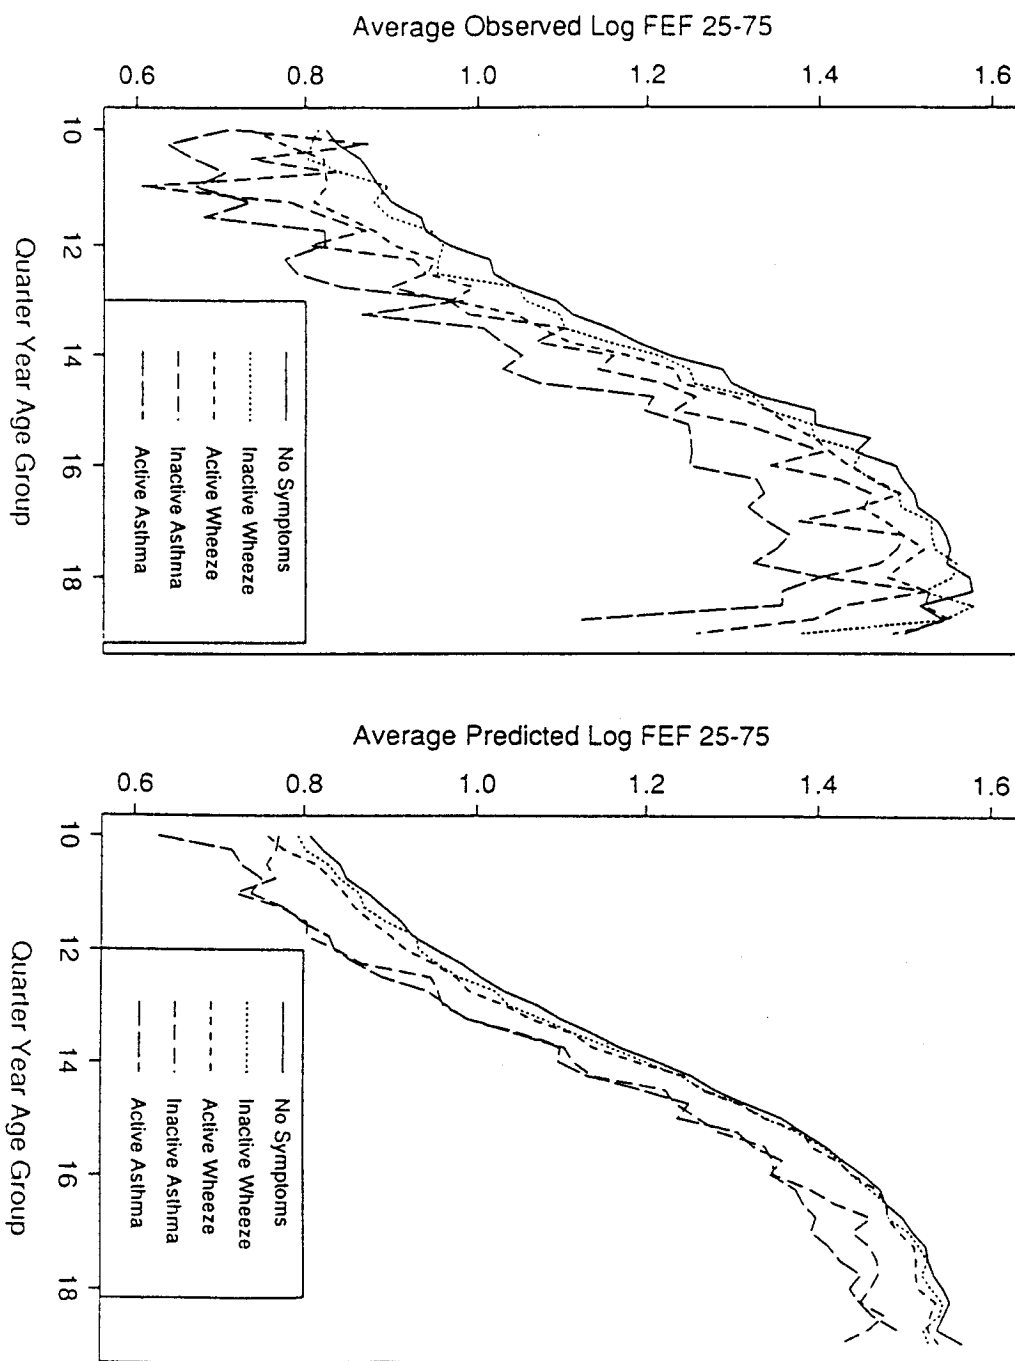 Average Observed Log FEF 25-75
0.6 0.8 1.0 1.2 1.4 1.6
10
12
14
16
18
Quarter Year Age Group
No Symptoms
Inactive Wheeze
Active Wheeze
Inactive Asthma
Active Asthma
Average Predicted Log FEF 25-75
0.6 0.8 1.0 1.2 1.4 1.6
10
12
14
16
18
Quarter Year Age Group
No Symptoms
Inactive Wheeze
Active Wheeze
Inactive Asthma
Active Asthma